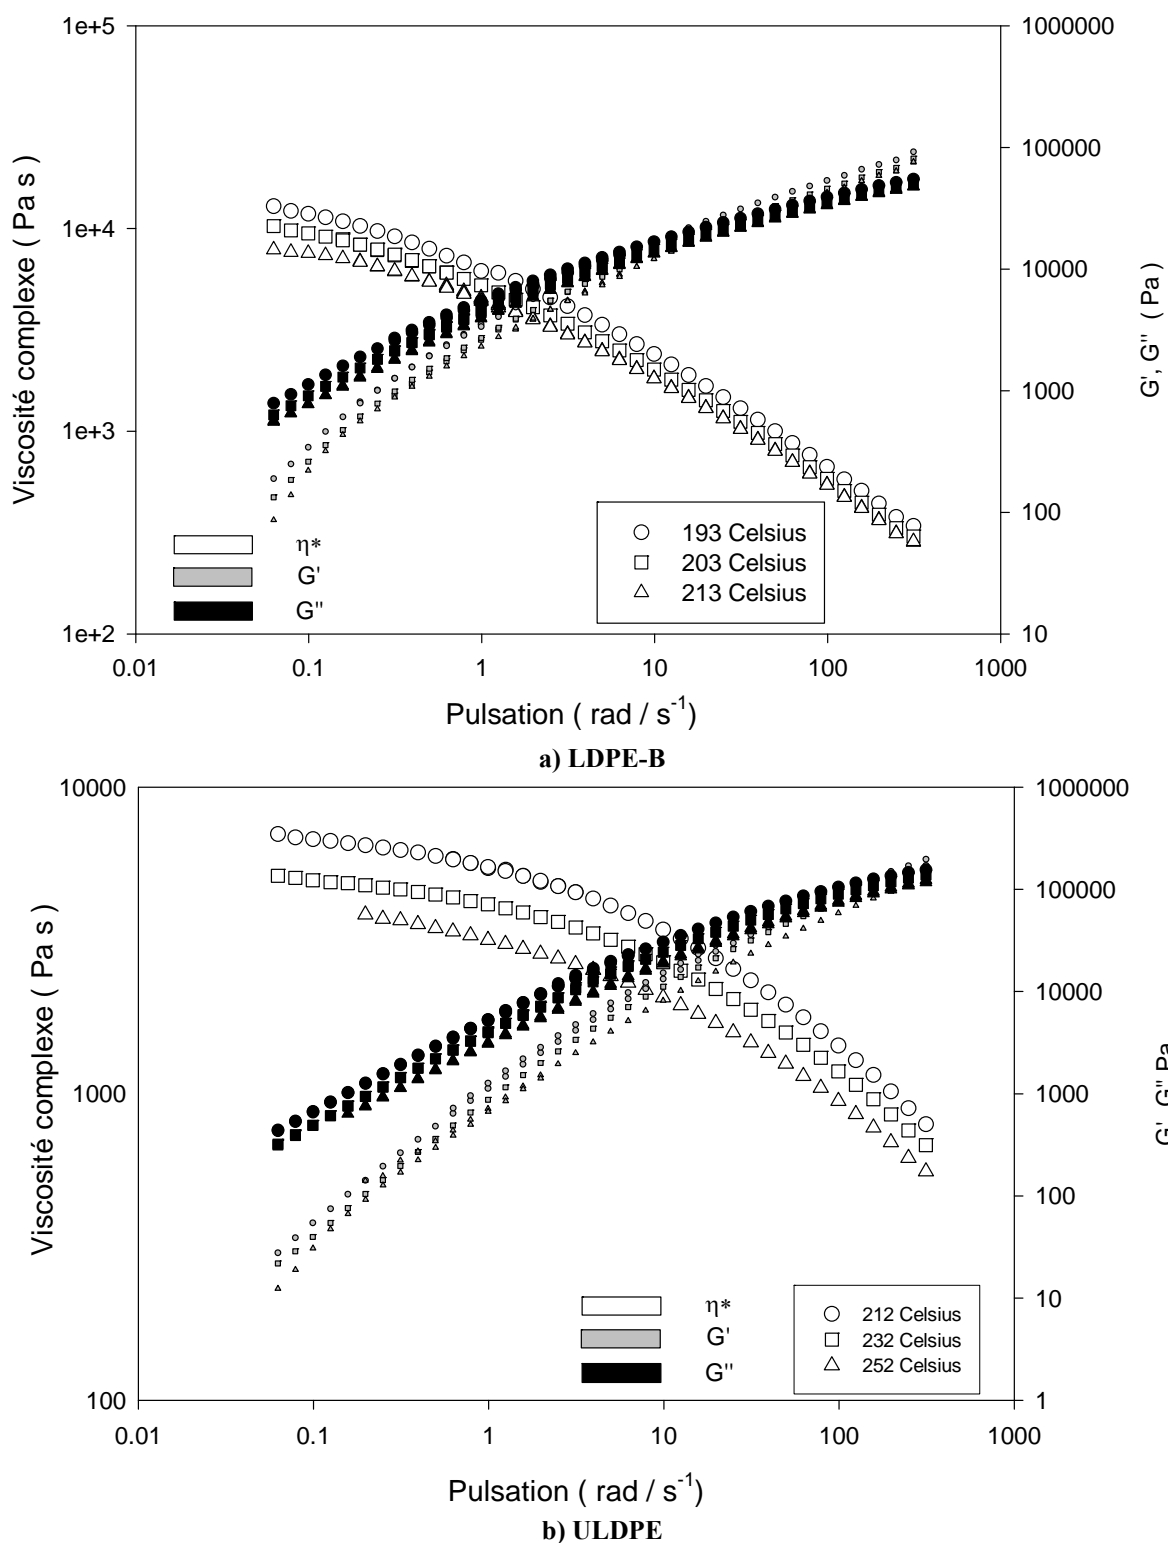 1e+5
1e+4
1e+3
1e+2
Viscosité complexe ( Pa s )
1000000
100000
10000
1000
100
10
G', G'' ( Pa )
η*
G'
G''
193 Celsius
203 Celsius
213 Celsius
0.01 0.1 1 10 100 1000
Pulsation ( rad / s-1)
a) LDPE-B
10000
1000
100
Viscosité complexe ( Pa s )
1000000
100000
10000
1000
100
10
1
G', G'' Pa
η*
G'
G''
212 Celsius
232 Celsius
252 Celsius
0.01 0.1 1 10 100 1000
Pulsation ( rad / s-1)
b) ULDPE